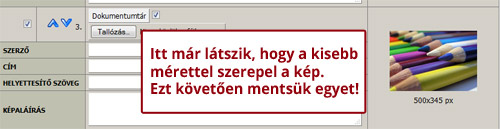 Dokumentumtár
3.
Tallózás...
SZERZŐ
CÍM
HELYETTESÍTŐ SZÖVEG
KÉPALÁÍRÁS
Itt már látszik, hogy a kisebb
mérettel szerepel a kép.
Ezt követően mentsük egyet!
500x345 px